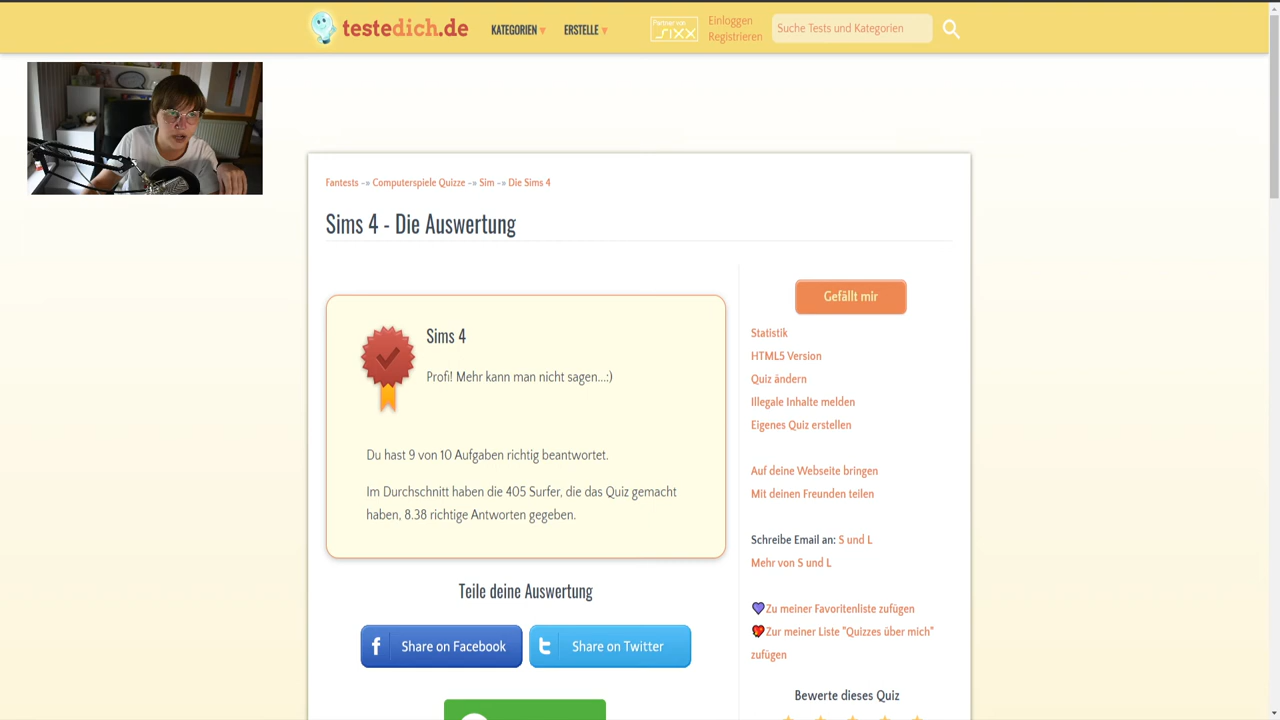 testedich.de
KATEGORIEN ▼
ERSTELLE ▼
Partner von
sixx
Einloggen
Registrieren
Suche Tests und Kategorien
Fantests -» Computerspiele Quizze -» Sim -» Die Sims 4
Sims 4 - Die Auswertung
Sims 4
Profi! Mehr kann man nicht sagen...:)
Du hast 9 von 10 Aufgaben richtig beantwortet.
Im Durchschnitt haben die 405 Surfer, die das Quiz gemacht
haben, 8.38 richtige Antworten gegeben.
Teile deine Auswertung
Share on Facebook
Share on Twitter
Gefällt mir
Statistik
HTML5 Version
Quiz ändern
Illegale Inhalte melden
Eigenes Quiz erstellen
Auf deine Webseite bringen
Mit deinen Freunden teilen
Schreibe Email an: S und L
Mehr von S und L
Zu meiner Favoritenliste zufügen
Zur meiner Liste "Quizzes über mich"
zufügen
Bewerte dieses Quiz